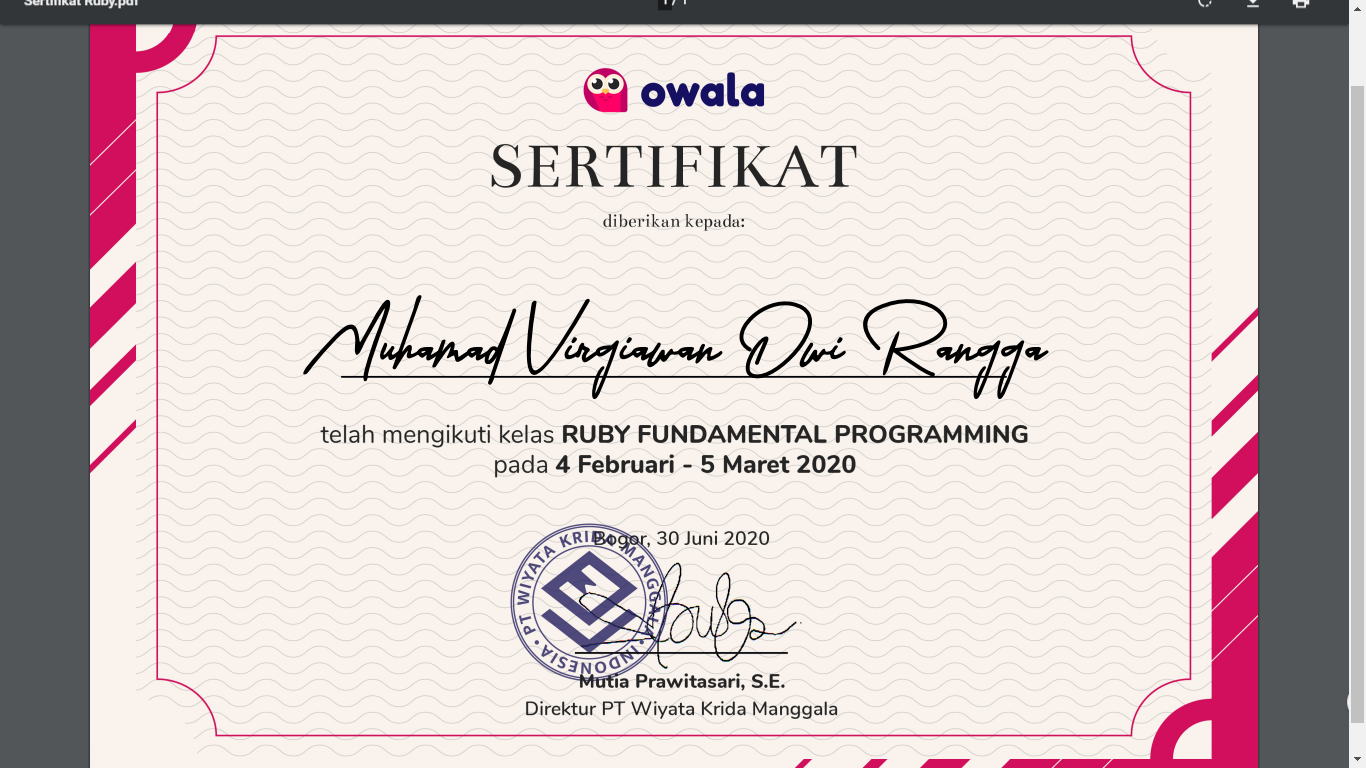 Sertifikat Ruby.pdf
1 / 1
owala
SERTIFIKAT
diberikan kepada:
Muhamad Virgiawan Dwi Rangga
telah mengikuti kelas RUBY FUNDAMENTAL PROGRAMMING
pada 4 Februari - 5 Maret 2020
Bogor, 30 Juni 2020
PT WIYATA KRIDA MANGGALA • INDONESIA •
Mutia Prawitasari, S.E.
Direktur PT Wiyata Krida Manggala